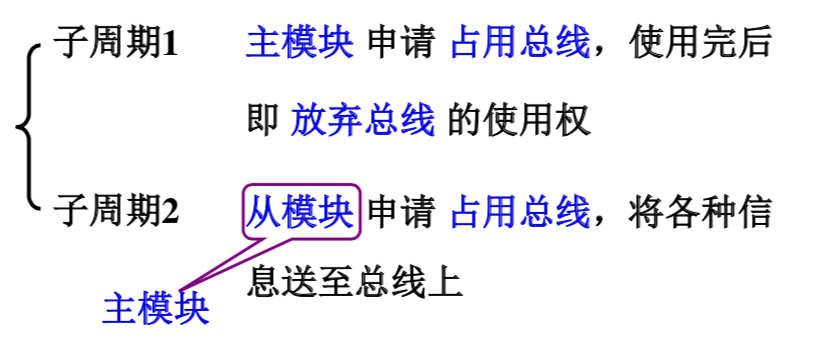 子周期1 主模块 申请 占用总线，使用完后
即 放弃总线 的使用权
子周期2 从模块 申请 占用总线，将各种信
息送至总线上
主模块